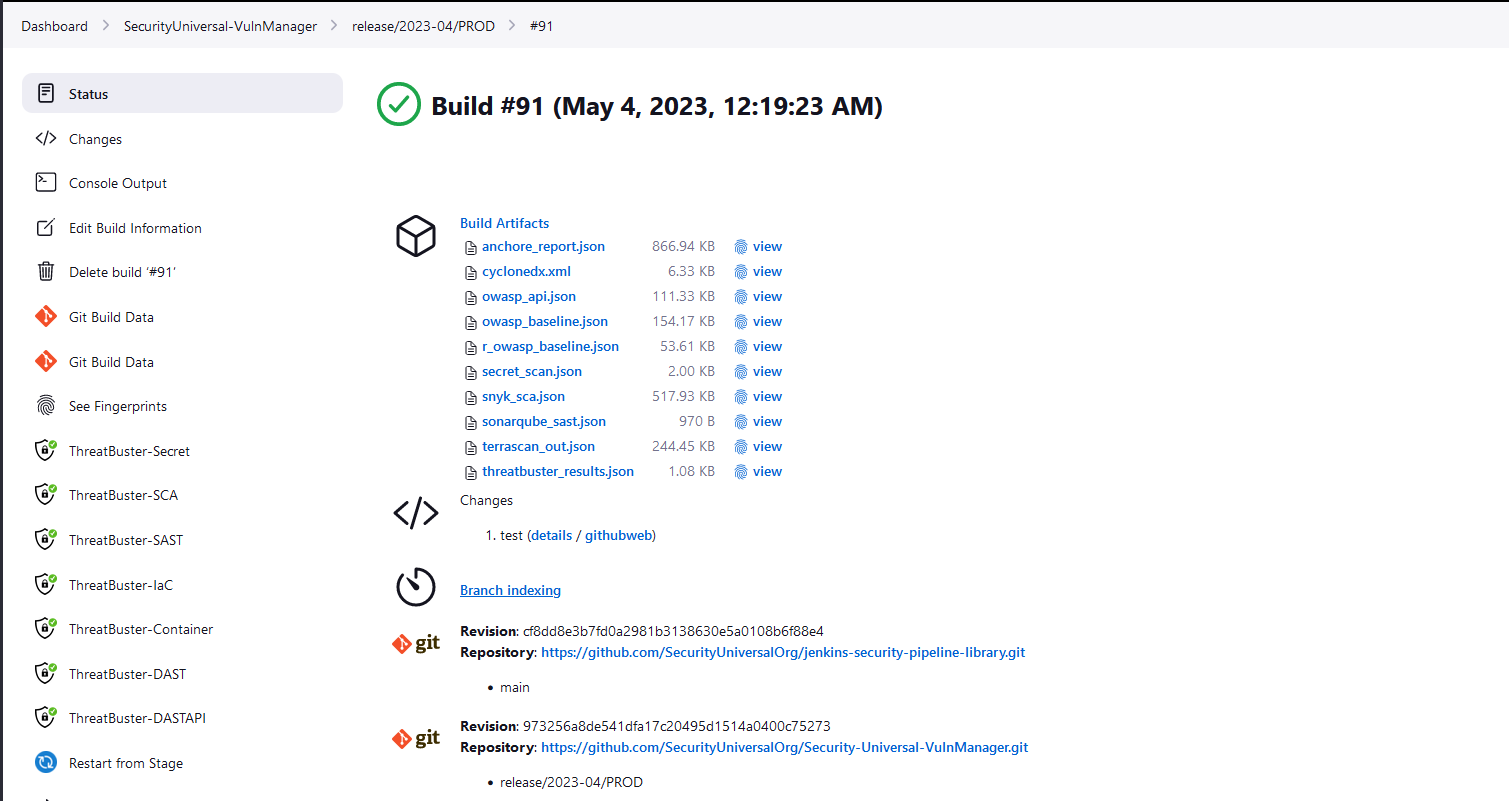 Dashboard > SecurityUniversal-VulnManager > release/2023-04/PROD > #91
Status
Changes
Console Output
Edit Build Information
Delete build ‘#91’
Git Build Data
Git Build Data
See Fingerprints
ThreatBuster-Secret
ThreatBuster-SCA
ThreatBuster-SAST
ThreatBuster-IaC
ThreatBuster-Container
ThreatBuster-DAST
ThreatBuster-DASTAPI
Restart from Stage
Build #91 (May 4, 2023, 12:19:23 AM)
Build Artifacts
anchore_report.json 866.94 KB view
cyclonedx.xml 6.33 KB view
owasp_api.json 111.33 KB view
owasp_baseline.json 154.17 KB view
r_owasp_baseline.json 53.61 KB view
secret_scan.json 2.00 KB view
snyk_sca.json 517.93 KB view
sonarqube_sast.json 970 B view
terrascan_out.json 244.45 KB view
threatbuster_results.json 1.08 KB view
Changes
1. test (details / githubweb)
Branch indexing
git
Revision: cf8dd8e3b7fd0a2981b3138630e5a0108b6f88e4
Repository: https://github.com/SecurityUniversalOrg/jenkins-security-pipeline-library.git
• main
git
Revision: 973256a8de541dfa17c20495d1514a0400c75273
Repository: https://github.com/SecurityUniversalOrg/Security-Universal-VulnManager.git
• release/2023-04/PROD